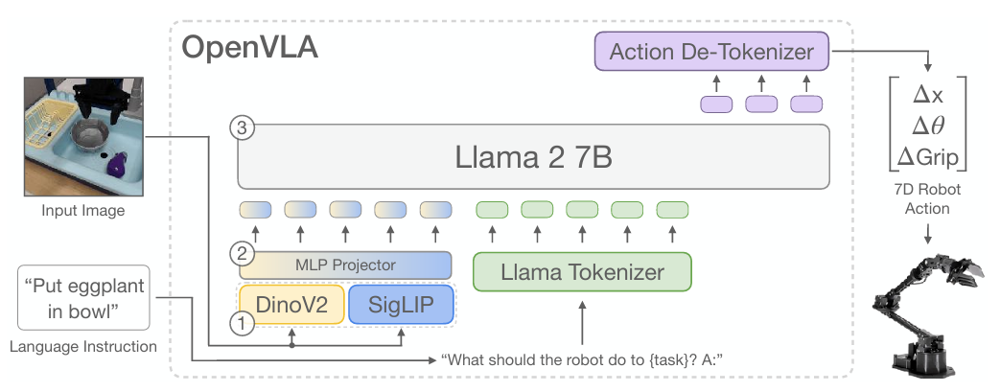 OpenVLA
Action De-Tokenizer
Δx
Δθ
ΔGrip
7D Robot
Action
3
Llama 2 7B
Input Image
2
MLP Projector
Llama Tokenizer
1
DinoV2
SigLIP
“Put eggplant
in bowl”
Language Instruction
“What should the robot do to {task}? A:”